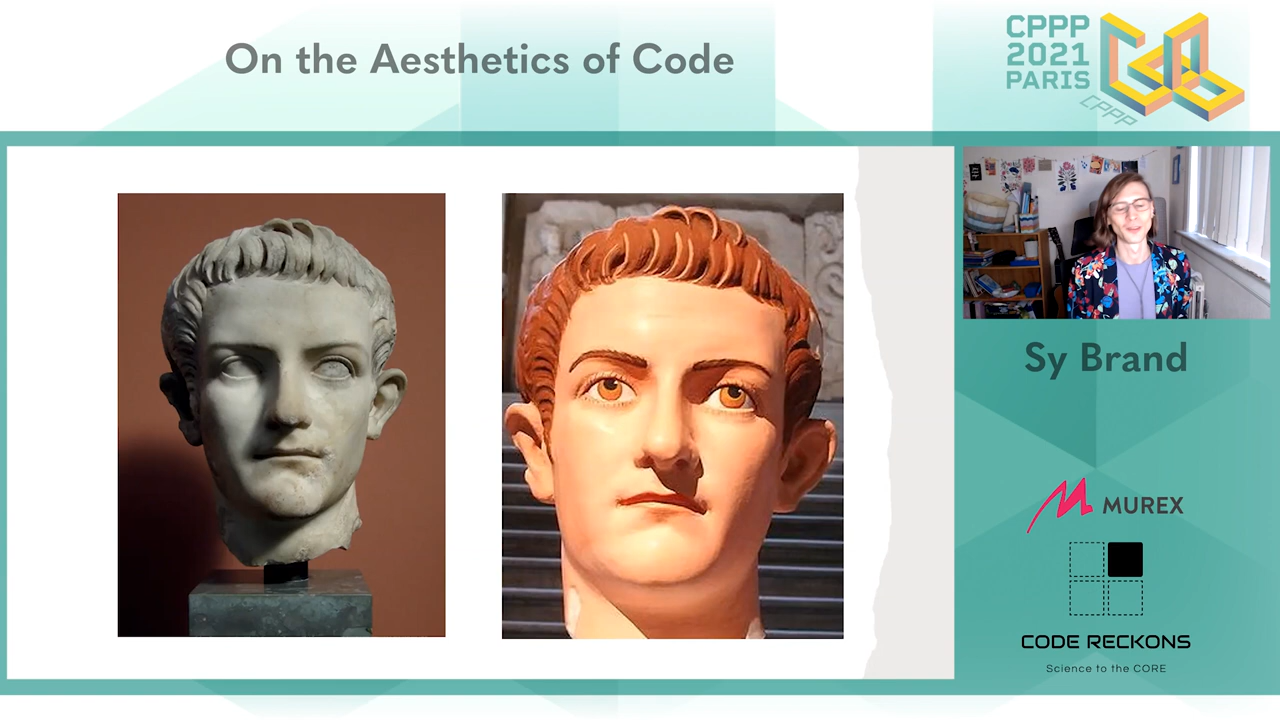 On the Aesthetics of Code
CPPP
2021
PARIS
CPPP
Sy Brand
MUREX
CODE RECKONS
Science to the CORE